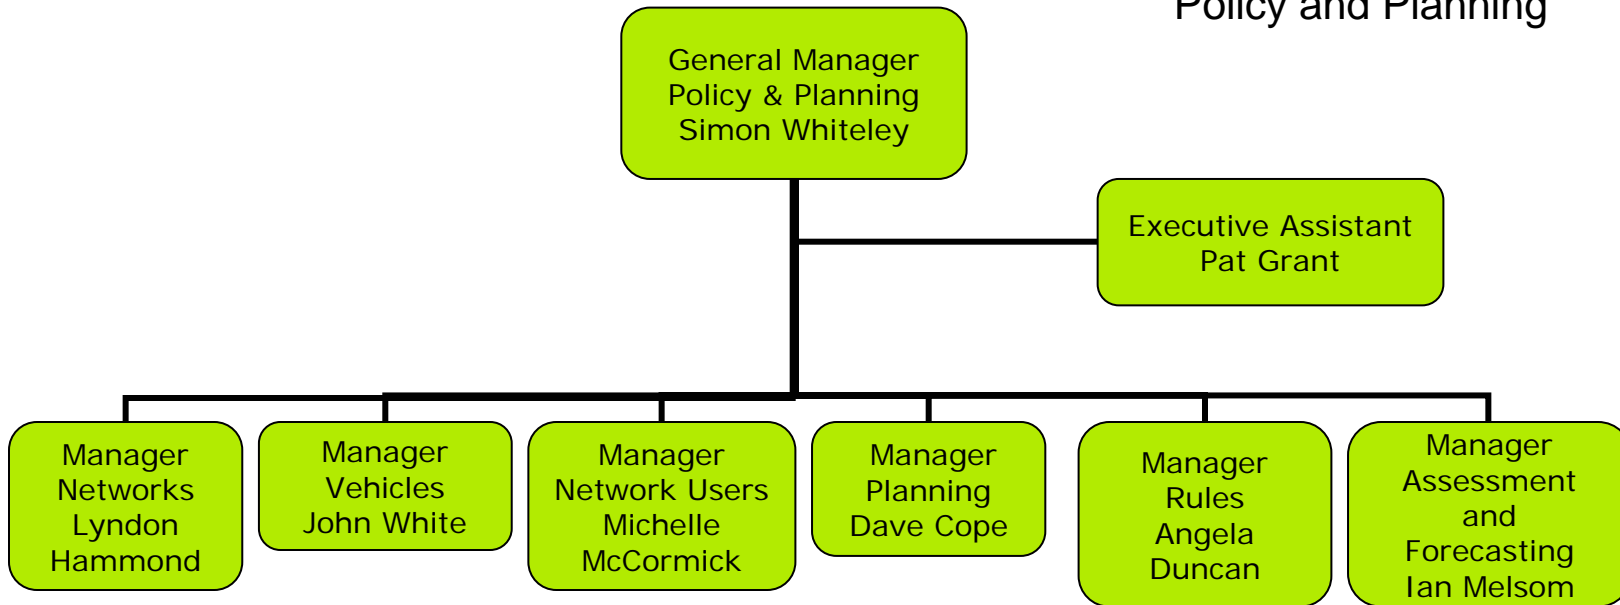 Policy and Planning
General Manager
Policy & Planning
Simon Whiteley
Executive Assistant
Pat Grant
Manager
Networks
Lyndon
Hammond
Manager
Vehicles
John White
Manager
Network Users
Michelle
McCormick
Manager
Planning
Dave Cope
Manager
Rules
Angela
Duncan
Manager
Assessment
and
Forecasting
Ian Melsom